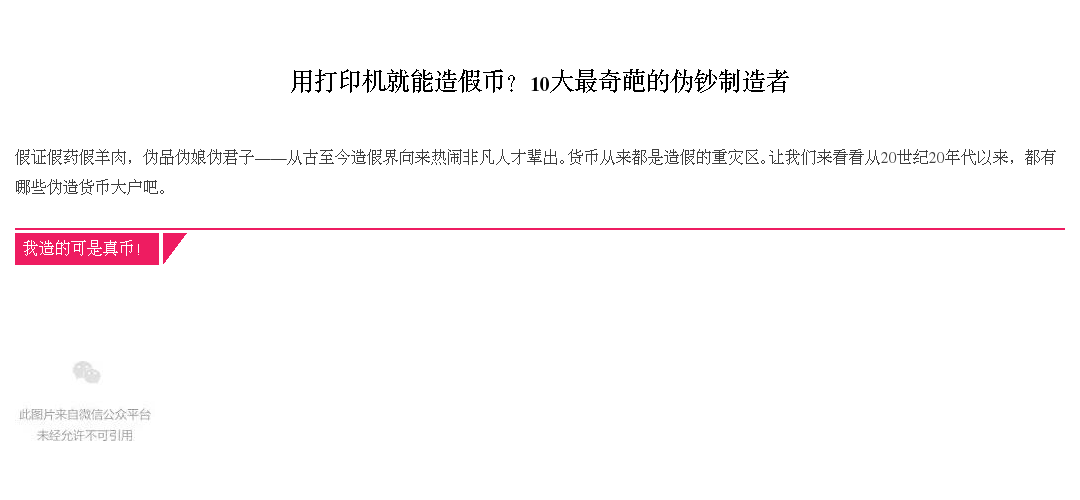 用打印机就能造假币？10大最奇葩的伪钞制造者
假证假药假羊肉，伪品伪娘伪君子——从古至今造假界向来热闹非凡人才辈出。货币从来都是造假的重灾区。让我们来看看从20世纪20年代以来，都有
哪些伪造货币大户吧。
我造的可是真币！
此图片来自微信公众平台
未经允许不可引用